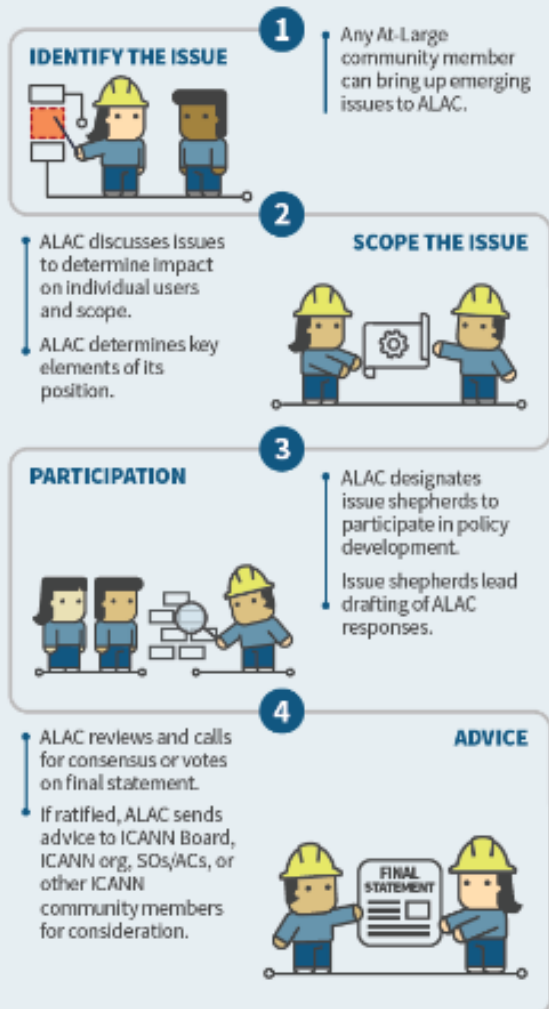 1
IDENTIFY THE ISSUE
Any At-Large
community member
can bring up emerging
issues to ALAC.
2
SCOPE THE ISSUE
ALAC discusses issues
to determine impact
on individual users
and scope.
ALAC determines key
elements of its
position.
3
PARTICIPATION
ALAC designates
issue shepherds to
participate in policy
development.
Issue shepherds lead
drafting of ALAC
responses.
4
ADVICE
ALAC reviews and calls
for consensus or votes
on final statement.
If ratified, ALAC sends
advice to ICANN Board,
ICANN org, SOs/ACs, or
other ICANN
community members
for consideration.
FINAL
STATEMENT